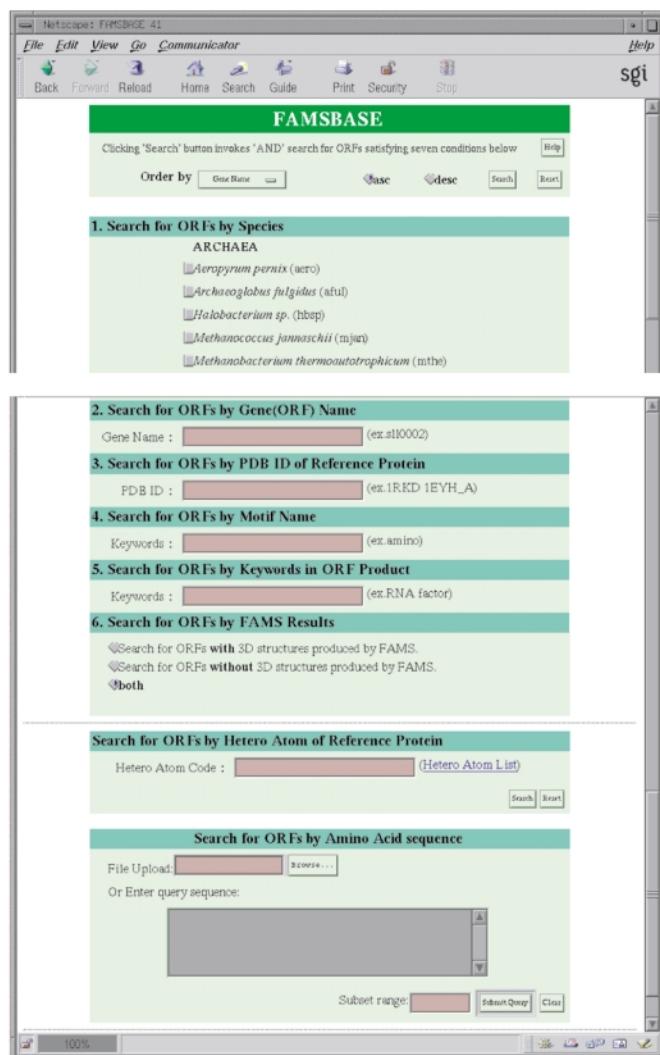 Netscape: FAMSBASE 41
File Edit View Go Communicator Help
Back Forward Reload Home Search Guide Print Security Stop
sgi
FAMSBASE
Clicking 'Search' button invokes 'AND' search for ORFs satisfying seven conditions below Help
Order by Gene Name asc desc Search Reset
1. Search for ORFs by Species
ARCHAEA
Aeropyrum pernix (aero)
Archaeoglobus fulgidus (aful)
Halobacterium sp. (hbsp)
Methanococcus jannaschii (mjan)
Methanobacterium thermoautotrophicum (mthe)
2. Search for ORFs by Gene(ORF) Name
Gene Name : (ex.sll0002)
3. Search for ORFs by PDB ID of Reference Protein
PDB ID : (ex.1RKD 1EYH_A)
4. Search for ORFs by Motif Name
Keywords : (ex.amino)
5. Search for ORFs by Keywords in ORF Product
Keywords : (ex.RNA factor)
6. Search for ORFs by FAMS Results
Search for ORFs with 3D structures produced by FAMS.
Search for ORFs without 3D structures produced by FAMS.
both
Search for ORFs by Hetero Atom of Reference Protein
Hetero Atom Code : (Hetero Atom List)
Search Reset
Search for ORFs by Amino Acid sequence
File Upload: Browse...
Or Enter query sequence:
Subset range: Submit Query Clear
100%